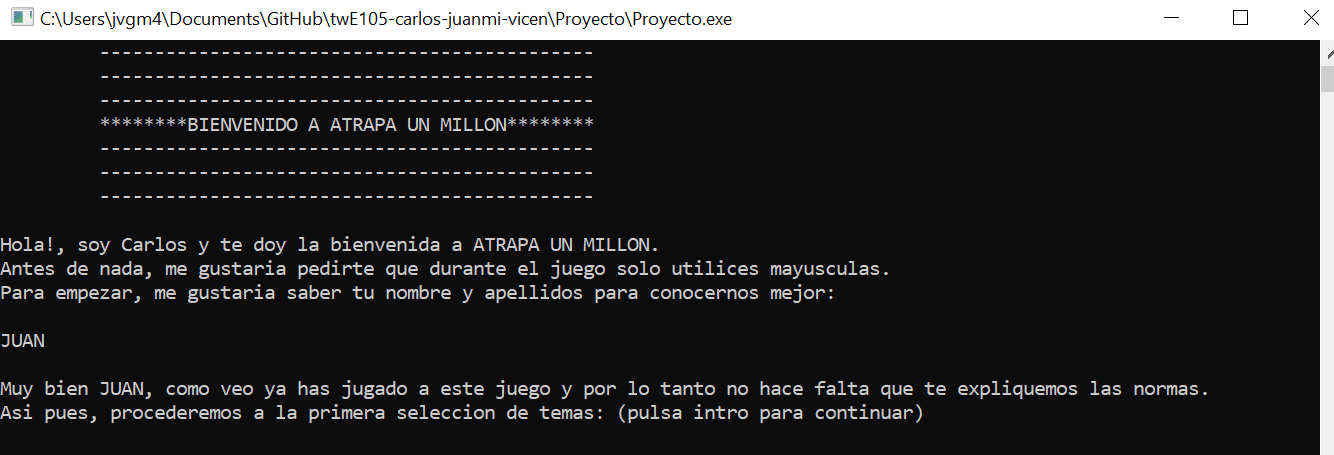 C:\Users\jvgm4\Documents\GitHub\twE105-carlos-juanmi-vicen\Proyecto\Proyecto.exe
---------------------------------------------
---------------------------------------------
---------------------------------------------
********BIENVENIDO A ATRAPA UN MILLON********
---------------------------------------------
---------------------------------------------
---------------------------------------------
Hola!, soy Carlos y te doy la bienvenida a ATRAPA UN MILLON.
Antes de nada, me gustaria pedirte que durante el juego solo utilices mayusculas.
Para empezar, me gustaria saber tu nombre y apellidos para conocernos mejor:
JUAN
Muy bien JUAN, como veo ya has jugado a este juego y por lo tanto no hace falta que te expliquemos las normas.
Asi pues, procederemos a la primera seleccion de temas: (pulsa intro para continuar)